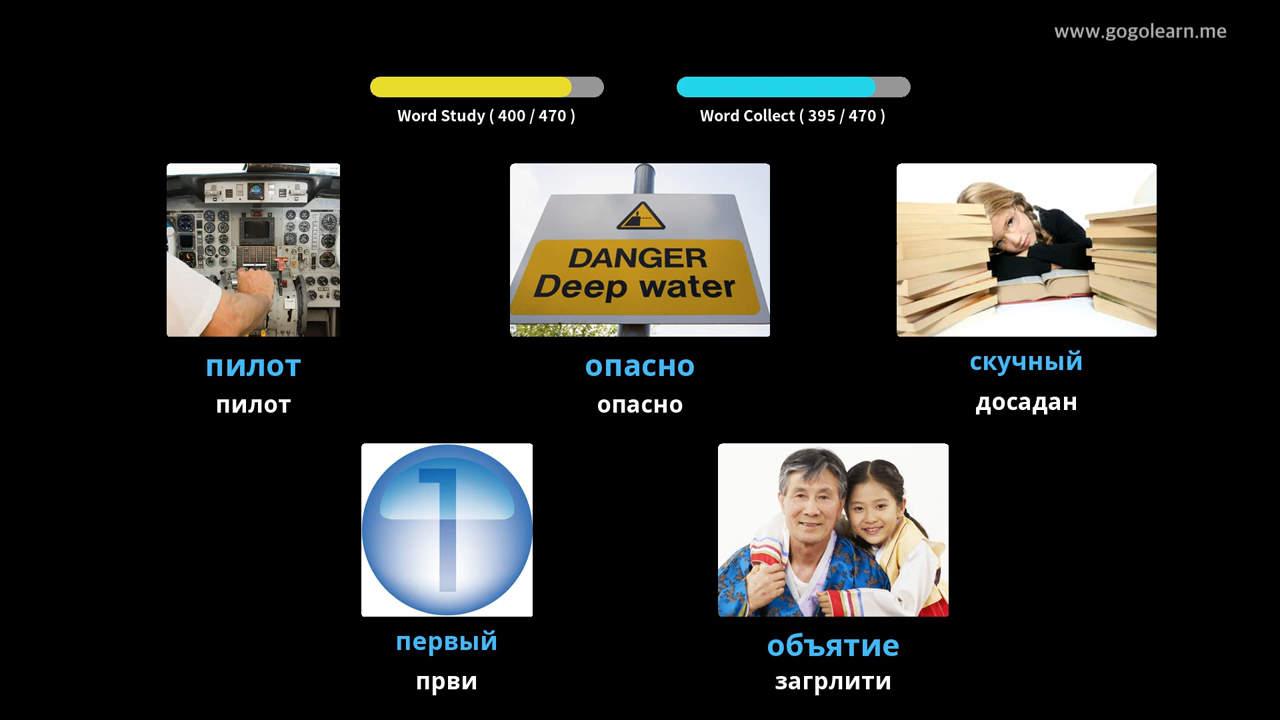 www.gogolearn.me
Word Study ( 400 / 470 )
Word Collect ( 395 / 470 )
DANGER
Deep water
пилот
пилот
опасно
опасно
скучный
досадан
1
первый
први
объятие
загрлити